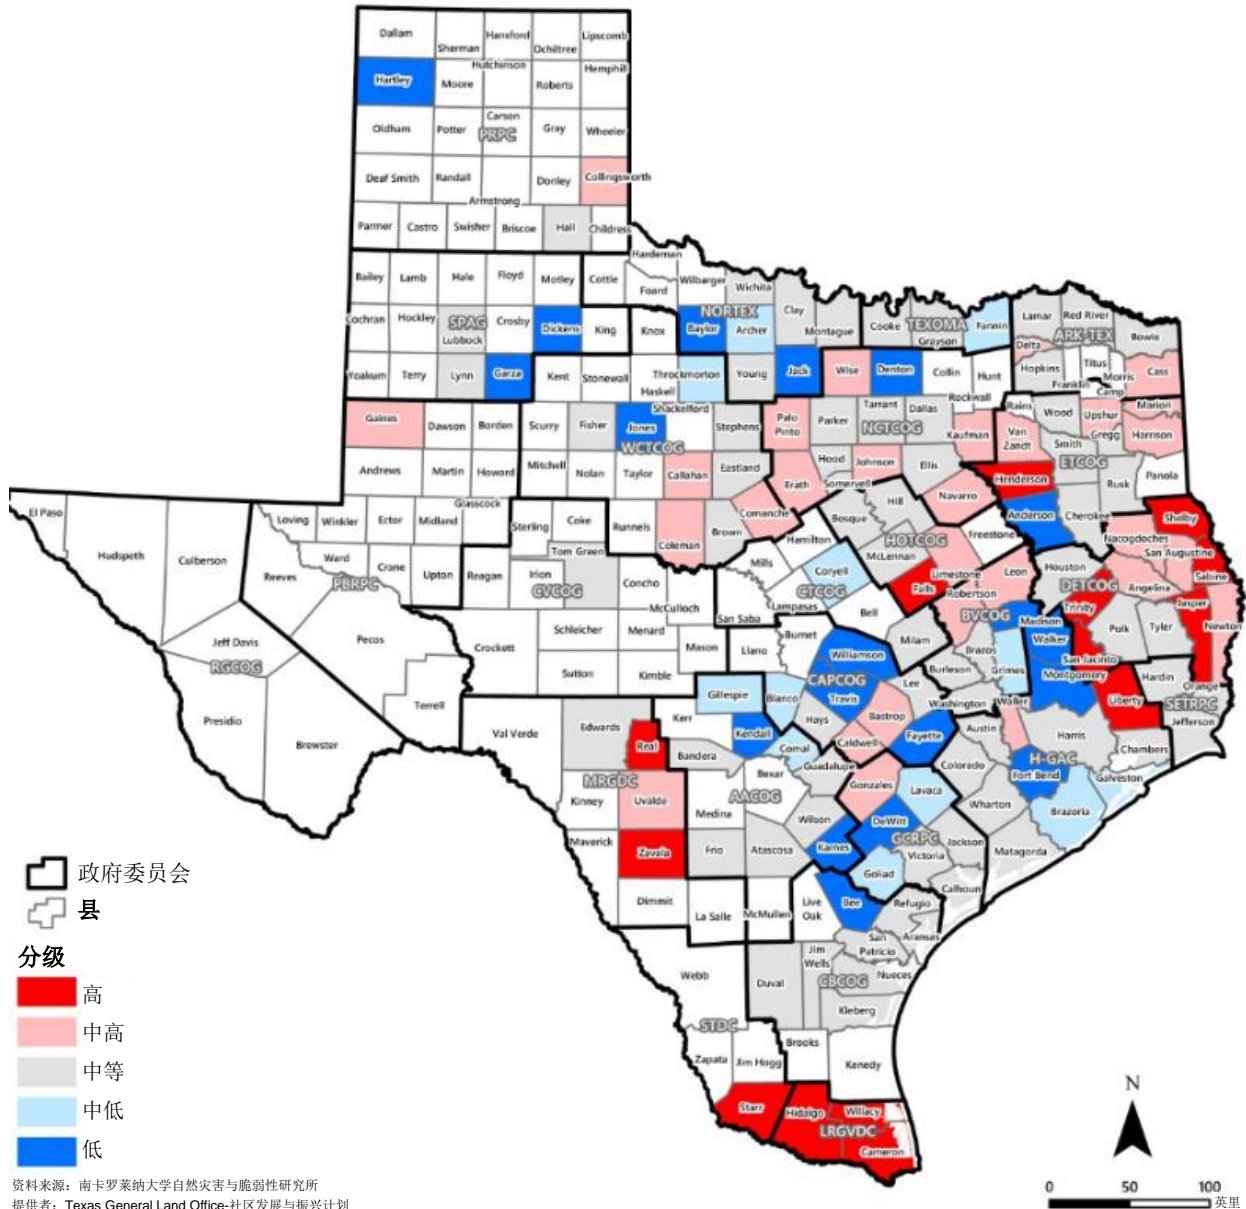 Dallam
Sherman
Hansford
Ochiltree
Lipscomb
Hartley
Moore
Hutchinson
Roberts
Hemphill
Oldham
Potter
Carson
PRPC
Gray
Wheeler
Deaf Smith
Randall
Armstrong
Donley
Collingsworth
Parmer
Castro
Swisher
Briscoe
Hall
Childress
Hardeman
Bailey
Lamb
Hale
Floyd
Motley
Cottle
Foard
Wilbarger
Wichita
Cochran
Hockley
SPAG
Lubbock
Crosby
Dickens
King
Knox
NORTEX
Baylor
Archer
Clay
Montague
Cooke
TEXOMA
Grayson
Fannin
Lamar
Red River
ARK-TEX
Bowie
Delta
Yoakum
Terry
Lynn
Garza
Kent
Stonewall
Haskell
Throckmorton
Young
Jack
Wise
Denton
Collin
Hunt
Hopkins
Franklin
Titus
Morris
Camp
Cass
Rockwall
Rains
Gaines
Dawson
Borden
Scurry
Fisher
Jones
WCTCOG
Shackelford
Stephens
Palo
Pinto
Parker
Tarrant
Dallas
NCTCOG
Kaufman
Van
Zandt
Wood
Smith
Upshur
Gregg
Marion
Harrison
ETCOG
Andrews
Martin
Howard
Mitchell
Nolan
Taylor
Callahan
Eastland
Erath
Hood
Somervell
Johnson
Ellis
Navarro
Henderson
Rusk
Panola
El Paso
Hudspeth
Culberson
Loving
Winkler
Ector
Midland
Glasscock
Sterling
Coke
Runnels
Coleman
Brown
Comanche
Hamilton
Bosque
Hill
Freestone
Anderson
Cherokee
Shelby
Nacogdoches
San Augustine
Sabine
Reeves
Ward
Crane
Upton
Reagan
Irion
Tom Green
CVCOG
Concho
McCulloch
PBRPC
Mills
Coryell
CTCOG
McLennan
HOTCOG
Falls
Limestone
Robertson
Leon
Houston
DETCOG
Trinity
Angelina
Jasper
Newton
Polk
Tyler
Jeff Davis
RGCOG
Pecos
Crockett
Schleicher
Menard
Mason
San Saba
Lampasas
Bell
Llano
Burnet
Milam
BVCOG
Brazos
Madison
Walker
Grimes
San Jacinto
Presidio
Brewster
Terrell
Sutton
Kimble
Gillespie
Blanco
Williamson
CAPCOG
Travis
Lee
Burleson
Washington
Waller
Montgomery
Liberty
Hardin
Orange
SETRPC
Jefferson
Val Verde
Edwards
Real
Kerr
Bandera
Kendall
Comal
Hays
Caldwell
Bastrop
Fayette
Austin
Colorado
Harris
H-GAC
Fort Bend
Chambers
Galveston
Brazoria
MRGDC
Kinney
Uvalde
Medina
Bexar
AACOG
Guadalupe
Wilson
Gonzales
Lavaca
Wharton
Matagorda
Maverick
Zavala
Frio
Atascosa
Karnes
DeWitt
GCRPC
Victoria
Jackson
Goliad
Calhoun
Dimmit
La Salle
McMullen
Live
Oak
Bee
Refugio
Aransas
San
Patricio
Webb
STDC
Duval
Jim
Wells
CBCOG
Nueces
Kleberg
Zapata
Jim Hogg
Brooks
Kenedy
Starr
Hidalgo
Willacy
LRGVDC
Cameron
政府委员会
县
分级
高
中高
中等
中低
低
资料来源：南卡罗莱纳大学自然灾害与脆弱性研究所
提供者：Texas General Land Office-社区发展与振兴计划
N
0 50 100
英里